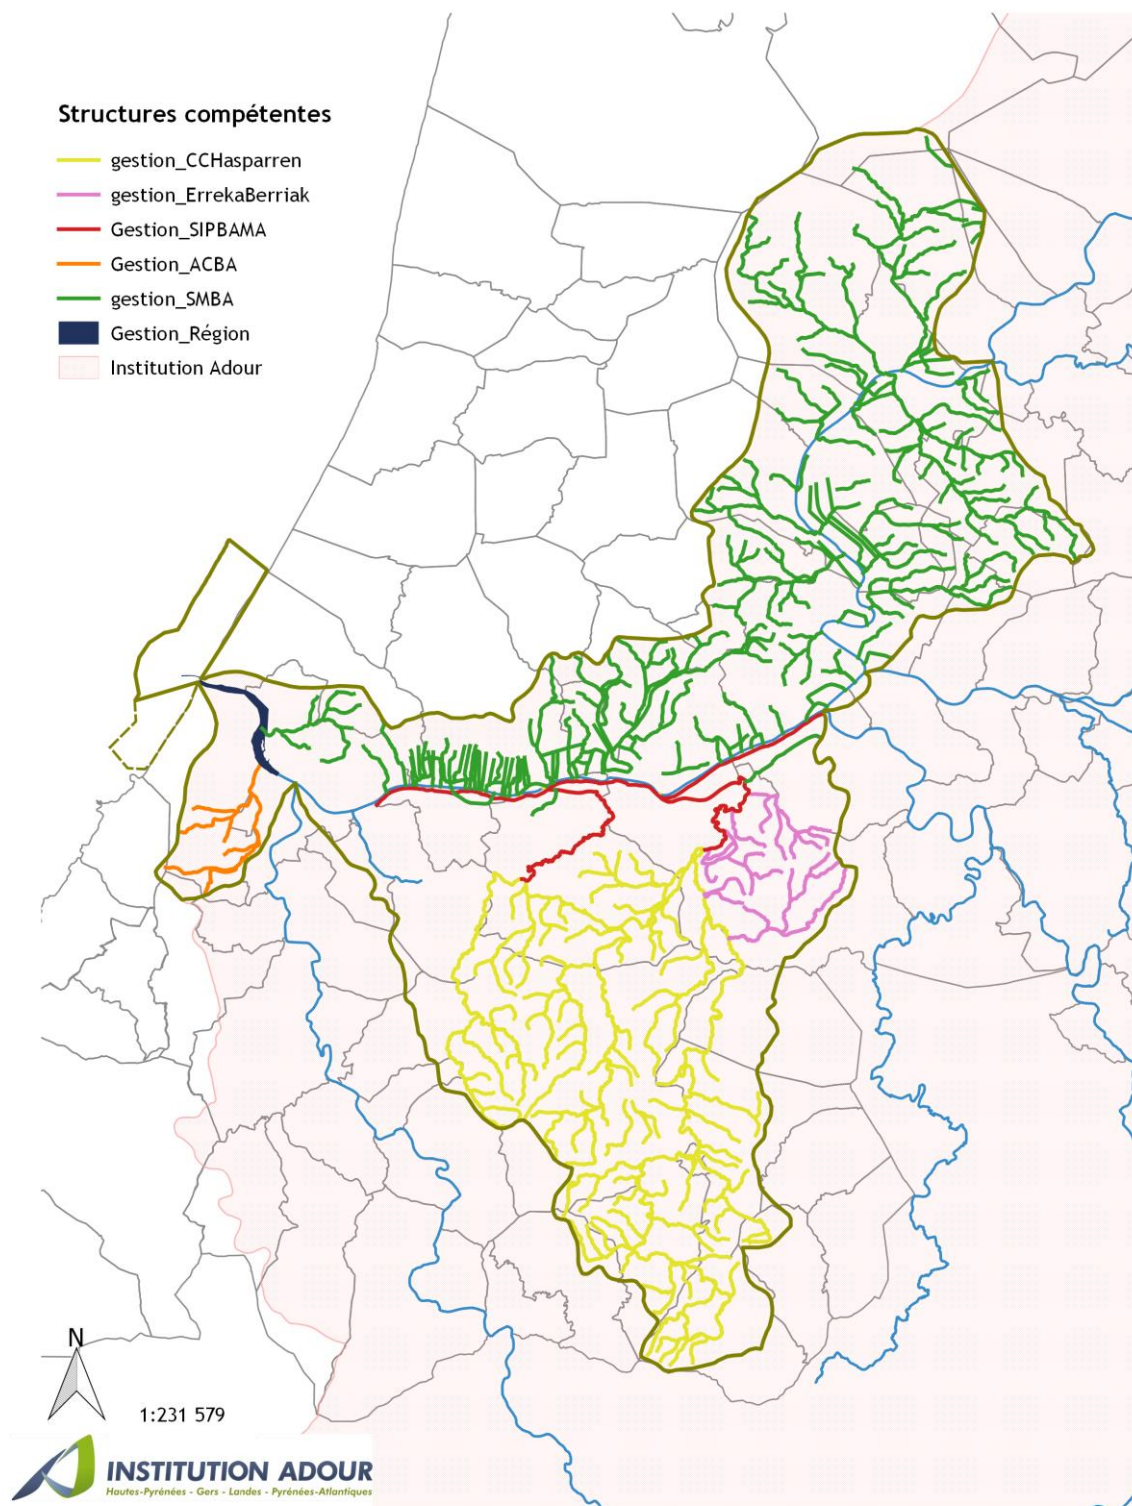 Structures compétentes
gestion_CCHasparren
gestion_ErrekaBerriak
Gestion_SIPBAMA
Gestion_ACBA
gestion_SMBA
Gestion_Région
Institution Adour
N
1:231 579
INSTITUTION ADOUR
Hautes-Pyrénées - Gers - Landes - Pyrénées-Atlantiques